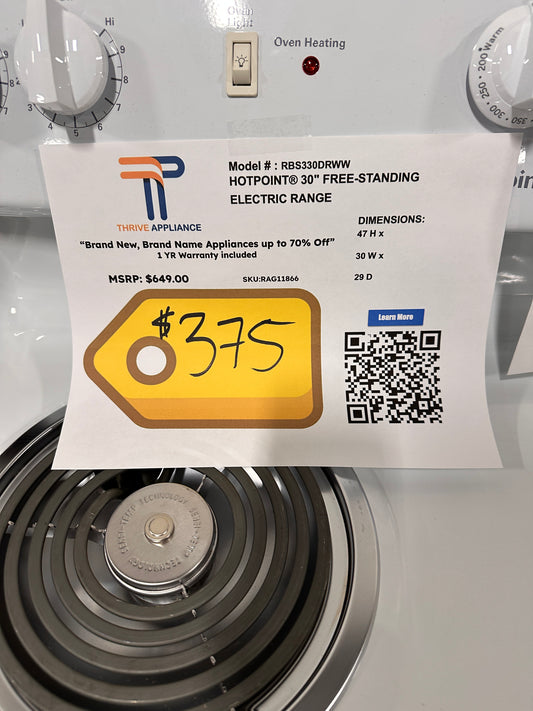 Oven
Light
Hi
9
8
7
6
5
4
Oven Heating
Warm
200
250
300
350
Model # : RBS330DRWW
HOTPOINT® 30" FREE-STANDING
ELECTRIC RANGE
THRIVE APPLIANCE
"Brand New, Brand Name Appliances up to 70% Off"
1 YR Warranty included
MSRP: $649.00
SKU:RAG11866
DIMENSIONS:
47 H x
30 W x
29 D
Learn More
$375
SENSI-TEMP TECHNOLOGY SENSI-TEMP TECHNOLOGY